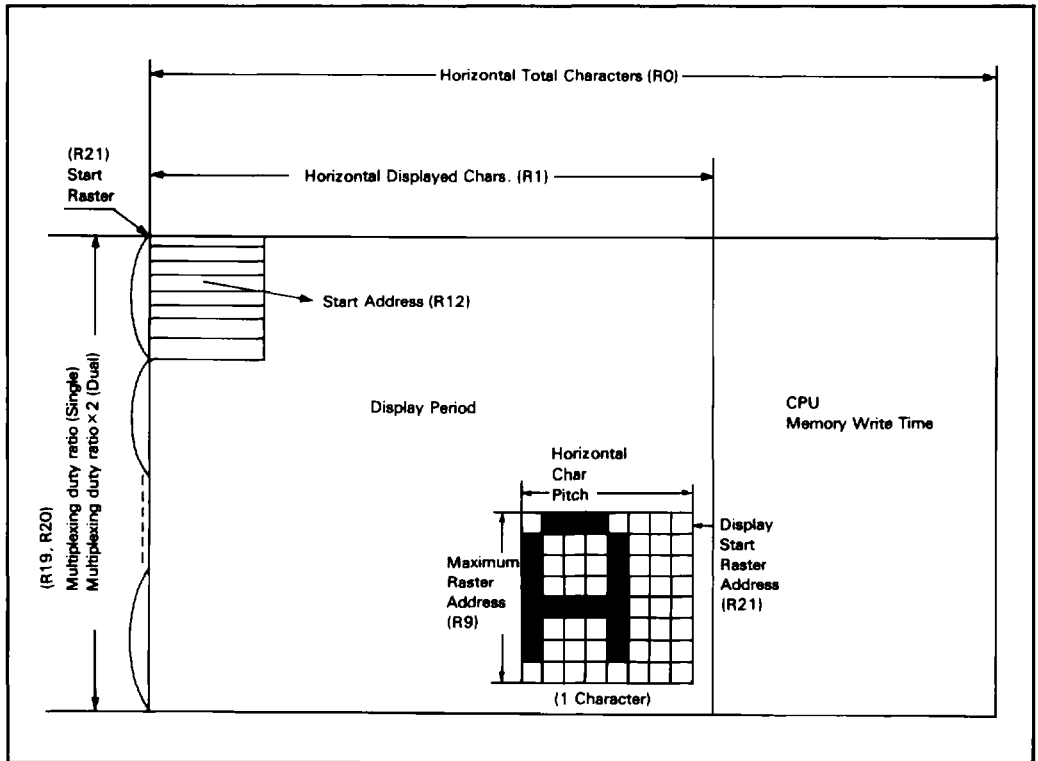 Horizontal Total Characters (R0)
(R21)
Start
Raster
Horizontal Displayed Chars. (R1)
Start Address (R12)
(R19, R20)
Multiplexing duty ratio (Single)
Multiplexing duty ratio × 2 (Dual)
Display Period
CPU
Memory Write Time
Horizontal
Char
Pitch
Maximum
Raster
Address
(R9)
Display
Start
Raster
Address
(R21)
(1 Character)